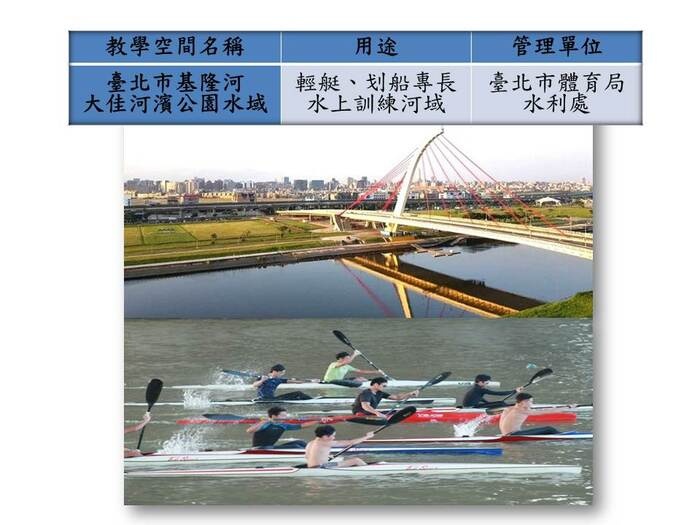 教學空間名稱 用途 管理單位
臺北市基隆河 輕艇、划船專長 臺北市體育局
大佳河濱公園水域 水上訓練河域 水利處